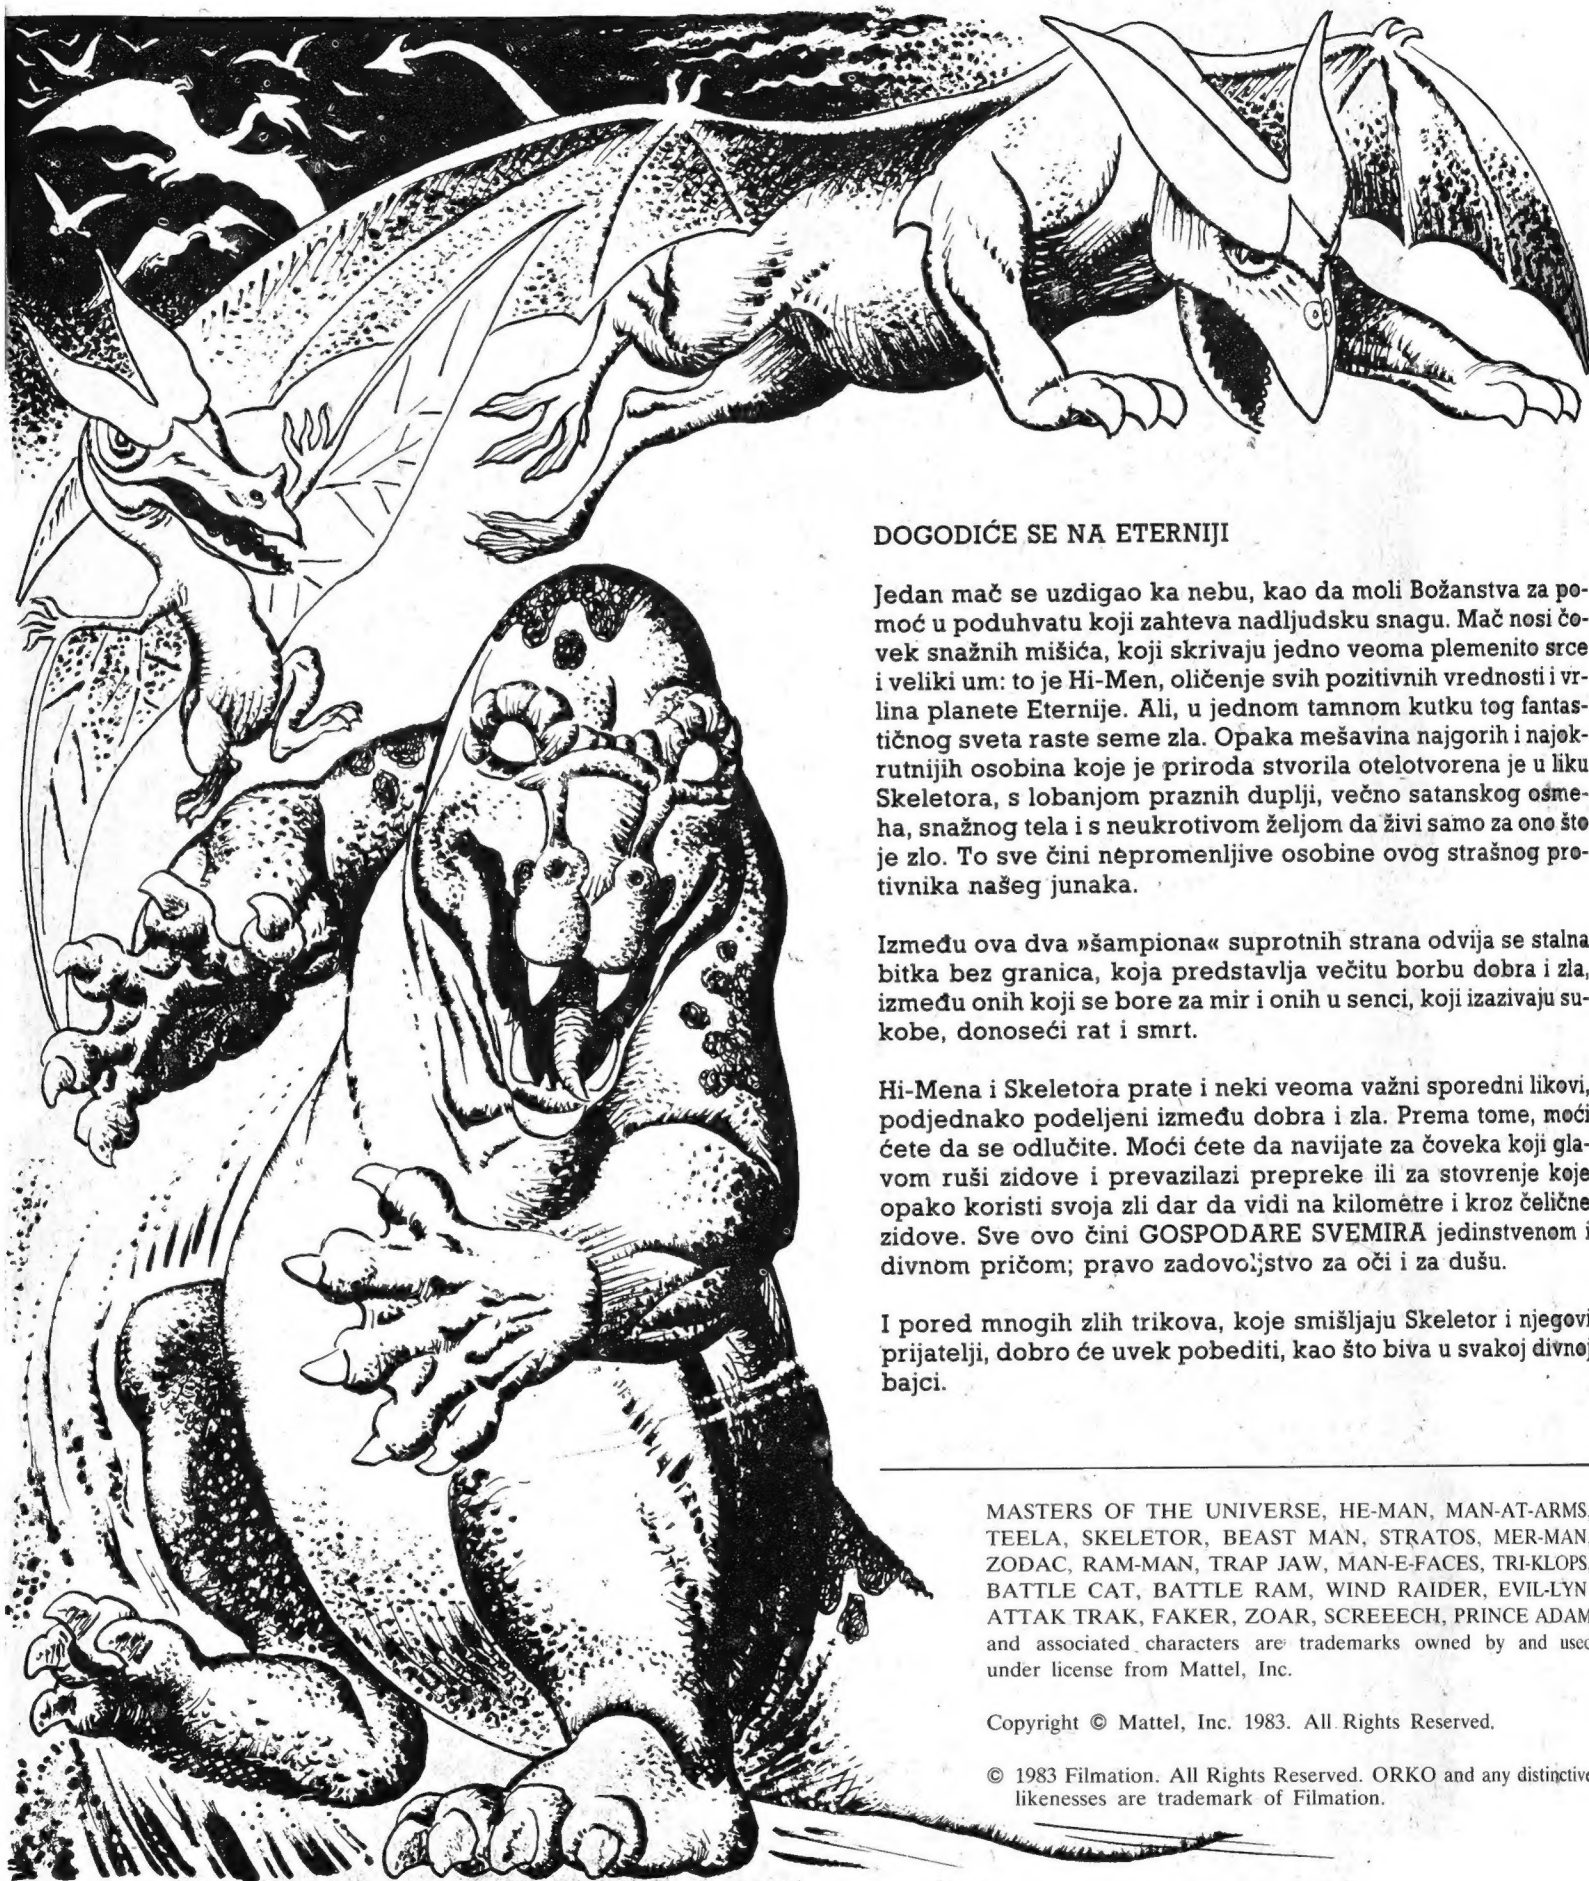 DOGODIĆE SE NA ETERNIJI
Jedan mač se uzdigao ka nebu, kao da moli Božanstva za po-
moć u poduhvatu koji zahteva nadljudsku snagu. Mač nosi čo-
vek snažnih mišića, koji skrivaju jedno veoma plemenito srce
i veliki um: to je Hi-Men, oličenje svih pozitivnih vrednosti i vr-
lina planete Eternije. Ali, u jednom tamnom kutku tog fantas-
tičnog sveta raste seme zla. Opaka mešavina najgorih i najok-
rutnijih osobina koje je priroda stvorila otelotvorena je u liku
Skeletora, s lobanjom praznih duplji, večno satanskog osme-
ha, snažnog tela i s neukrotivom željom da živi samo za ono što
je zlo. To sve čini nepromenljive osobine ovog strašnog pro-
tivnika našeg junaka.
Između ova dva »šampiona« suprotnih strana odvija se stalna
bitka bez granica, koja predstavlja večitu borbu dobra i zla,
između onih koji se bore za mir i onih u senci, koji izazivaju su-
kobe, donoseći rat i smrt.
Hi-Mena i Skeletora prate i neki veoma važni sporedni likovi,
podjednako podeljeni između dobra i zla. Prema tome, moći
ćete da se odlučite. Moći ćete da navijate za čoveka koji gla-
vom ruši zidove i prevazilazi prepreke ili za stovrenje koje
opako koristi svoja zli dar da vidi na kilometre i kroz čelične
zidove. Sve ovo čini GOSPODARE SVEMIRA jedinstvenom i
divnom pričom; pravo zadovoljstvo za oči i za dušu.
I pored mnogih zlih trikova, koje smišljaju Skeletor i njegovi
prijatelji, dobro će uvek pobediti, kao što biva u svakoj divnoj
bajci.
MASTERS OF THE UNIVERSE, HE-MAN, MAN-AT-ARMS,
TEELA, SKELETOR, BEAST MAN, STRATOS, MER-MAN,
ZODAC, RAM-MAN, TRAP JAW, MAN-E-FACES, TRI-KLOPS,
BATTLE CAT, BATTLE RAM, WIND RAIDER, EVIL-LYN
ATTAK TRAK, FAKER, ZOAR, SCREEECH, PRINCE ADAM
and associated characters are trademarks owned by and used
under license from Mattel, Inc.
Copyright © Mattel, Inc. 1983. All Rights Reserved.
© 1983 Filmation. All Rights Reserved. ORKO and any distinctive
likenesses are trademark of Filmation.